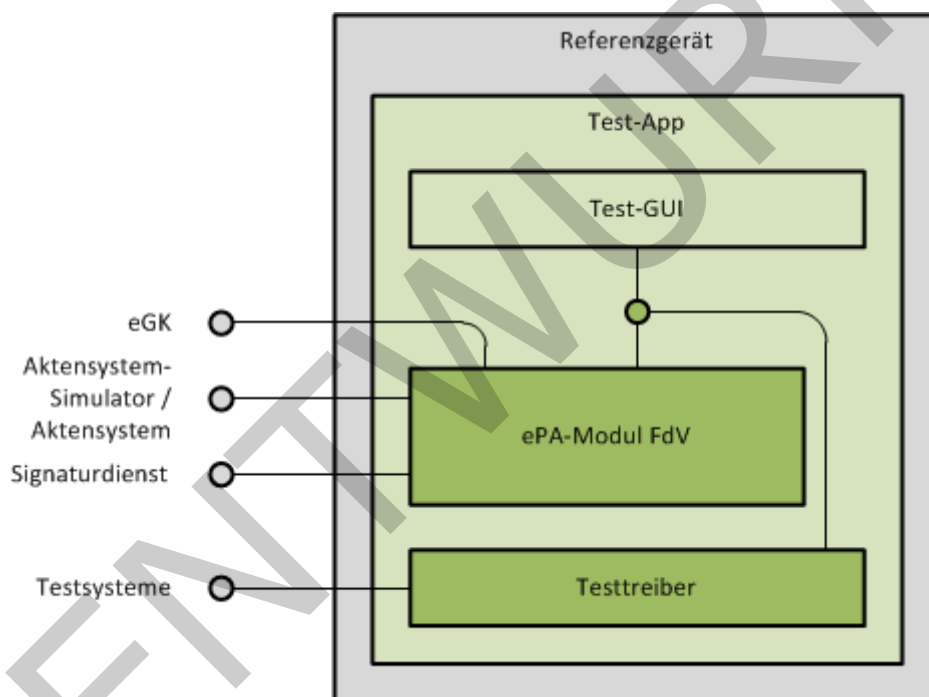 Referenzgerät
Test-App
Test-GUI
eGK
Aktensystem-
Simulator /
Aktensystem
ePA-Modul FdV
Signaturdienst
Testsysteme
Testtreiber
ENTWURF